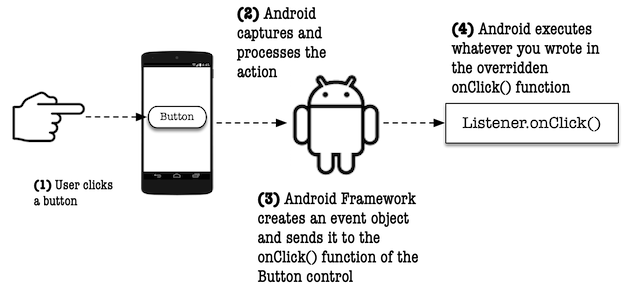 (1) User clicks
a button
Button
(2) Android
captures and
processes the
action
(3) Android Framework
creates an event object
and sends it to the
onClick() function of the
Button control
(4) Android executes
whatever you wrote in
the overridden
onClick() function
Listener.onClick()